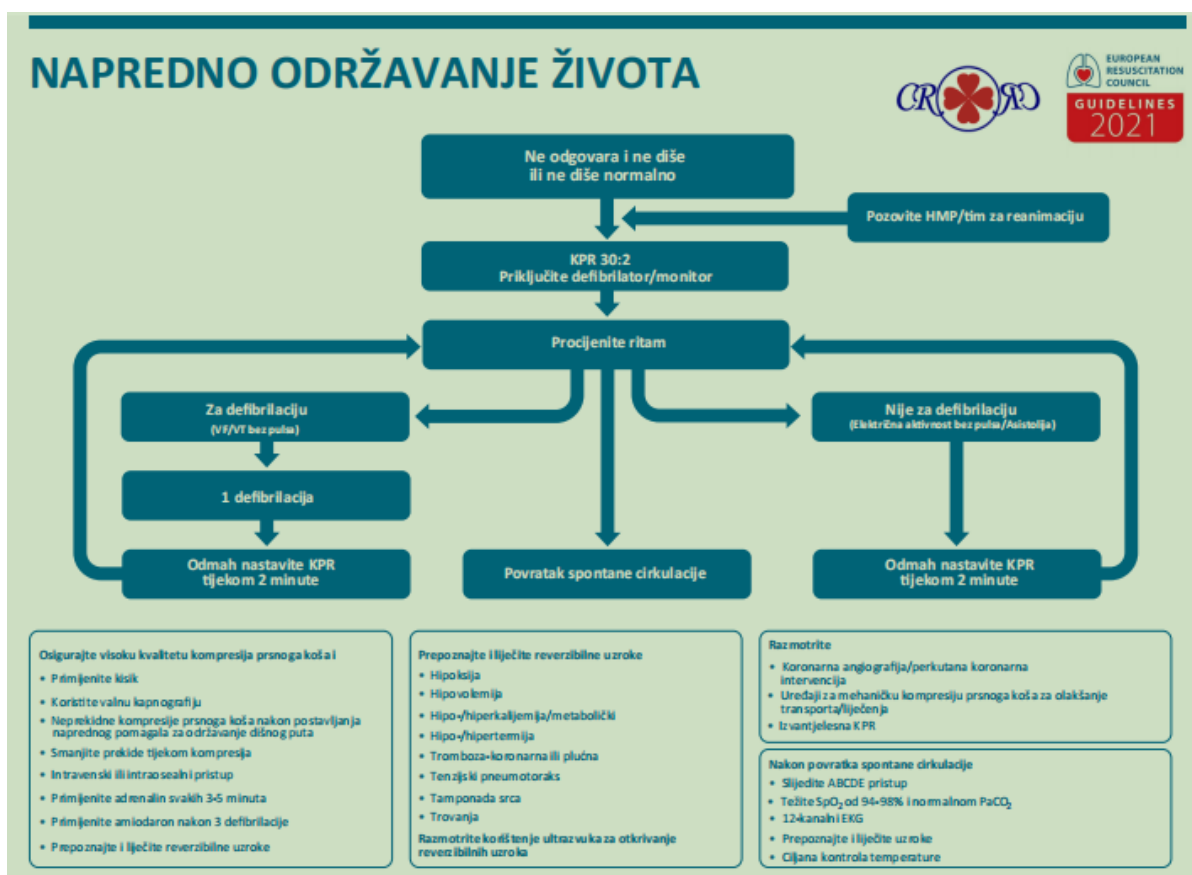 NAPREDNO ODRŽAVANJE ŽIVOTA
EUROPEAN
RESUSCITATION
COUNCIL
GUIDELINES
2021
Ne odgovara i ne diše
ili ne diše normalno
Pozovite HMP/tim za reanimaciju
KPR 30:2
Priključite defibrilator/monitor
Procijenite ritam
Za defibrilaciju
(VF/VT bez pulsa)
Nije za defibrilaciju
(Električna aktivnost bez pulsa/Asistolija)
1 defibrilacija
Odmah nastavite KPR
tijekom 2 minute
Povratak spontane cirkulacije
Odmah nastavite KPR
tijekom 2 minute
Osigurajte visoku kvalitetu kompresija prsnoga koša i
• Primijenite kisik
• Koristite valnu kapnografiju
• Neprekidne kompresije prsnoga koša nakon postavljanja
naprednog pomagala za održavanje dišnog puta
• Smanjite prekide tijekom kompresija
• Intravenski ili intraosealni pristup
• Primijenite adrenalin svakih 3-5 minuta
• Primijenite amiodaron nakon 3 defibrilacije
• Prepoznajte i liječite reverzibilne uzroke
Prepoznajte i liječite reverzibilne uzroke
• Hipoksija
• Hipovolemija
• Hipo-/hiperkalijemija/metabolički
• Hipo-/hipertermija
• Tromboza-koronarna ili plućna
• Tenzijski pneumotoraks
• Tamponada srca
• Trovanja
Razmotrite korištenje ultrazvuka za otkrivanje
reverzibilnih uzroka
Razmotrite
• Koronarna angiografija/perkutana koronarna
intervencija
• Uređaji za mehaničku kompresiju prsnoga koša za olakšanje
transporta/liječenja
• Izvantjelesna KPR
Nakon povratka spontane cirkulacije
• Slijedite ABCDE pristup
• Težite SpO₂ od 94-98% i normalnom PaCO₂
• 12-kanalni EKG
• Prepoznajte i liječite uzroke
• Ciljana kontrola temperature